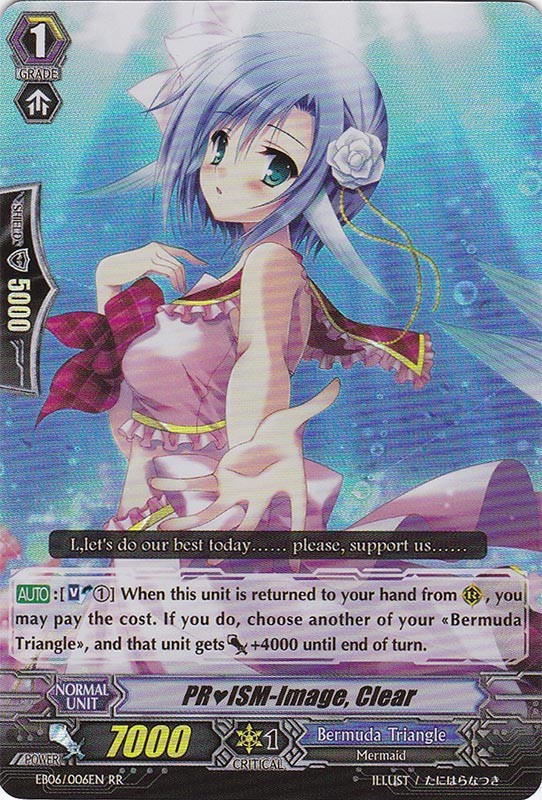 1
GRADE
SHIELD
5000
L,let's do our best today...... please, support us......
AUTO:[V①] When this unit is returned to your hand from R, you
may pay the cost. If you do, choose another of your «Bermuda
Triangle», and that unit gets +4000 until end of turn.
NORMAL
UNIT
PR♥ISM-Image, Clear
POWER
7000
1
CRITICAL
Bermuda Triangle
Mermaid
EB06/006EN RR
ILLUST / たにはらなつき